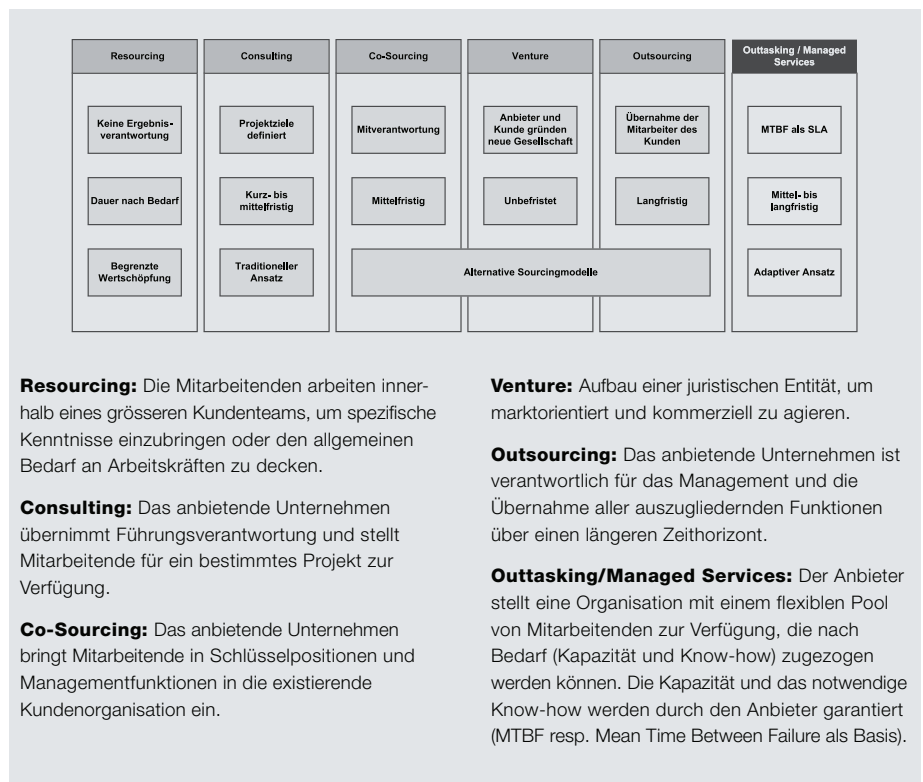 Resourcing
Consulting
Co-Sourcing
Venture
Outsourcing
Outtasking / Managed
Services
Keine Ergebnis-
verantwortung
Projektziele
definiert
Mitverantwortung
Anbieter und
Kunde gründen
neue Gesellschaft
Übernahme der
Mitarbeiter des
Kunden
MTBF als SLA
Dauer nach Bedarf
Kurz- bis
mittelfristig
Mittelfristig
Unbefristet
Langfristig
Mittel- bis
langfristig
Begrenzte
Wertschöpfung
Traditioneller
Ansatz
Alternative Sourcingmodelle
Adaptiver Ansatz
Resourcing: Die Mitarbeitenden arbeiten inner-
halb eines grösseren Kundenteams, um spezifische
Kenntnisse einzubringen oder den allgemeinen
Bedarf an Arbeitskräften zu decken.
Consulting: Das anbietende Unternehmen
übernimmt Führungsverantwortung und stellt
Mitarbeitende für ein bestimmtes Projekt zur
Verfügung.
Co-Sourcing: Das anbietende Unternehmen
bringt Mitarbeitende in Schlüsselpositionen und
Managementfunktionen in die existierende
Kundenorganisation ein.
Venture: Aufbau einer juristischen Entität, um
marktorientiert und kommerziell zu agieren.
Outsourcing: Das anbietende Unternehmen ist
verantwortlich für das Management und die
Übernahme aller auszugliedernden Funktionen
über einen längeren Zeithorizont.
Outtasking/Managed Services: Der Anbieter
stellt eine Organisation mit einem flexiblen Pool
von Mitarbeitenden zur Verfügung, die nach
Bedarf (Kapazität und Know-how) zugezogen
werden können. Die Kapazität und das notwendige
Know-how werden durch den Anbieter garantiert
(MTBF resp. Mean Time Between Failure als Basis).